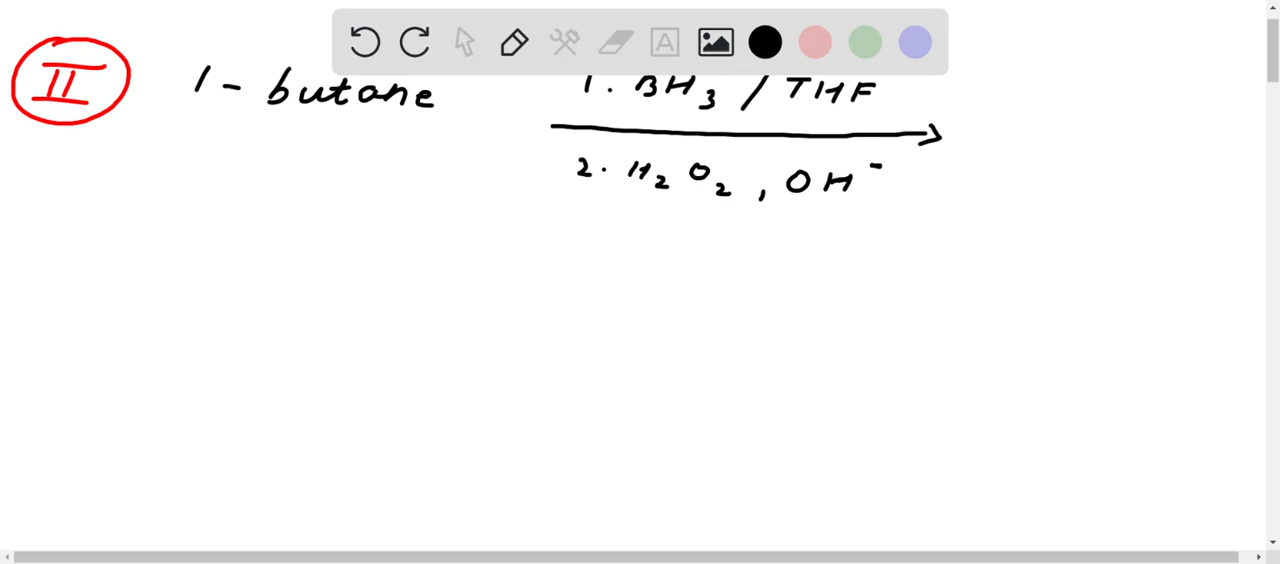 II 1 - butane
1. BH3 / THF
2. H2O2, OH-